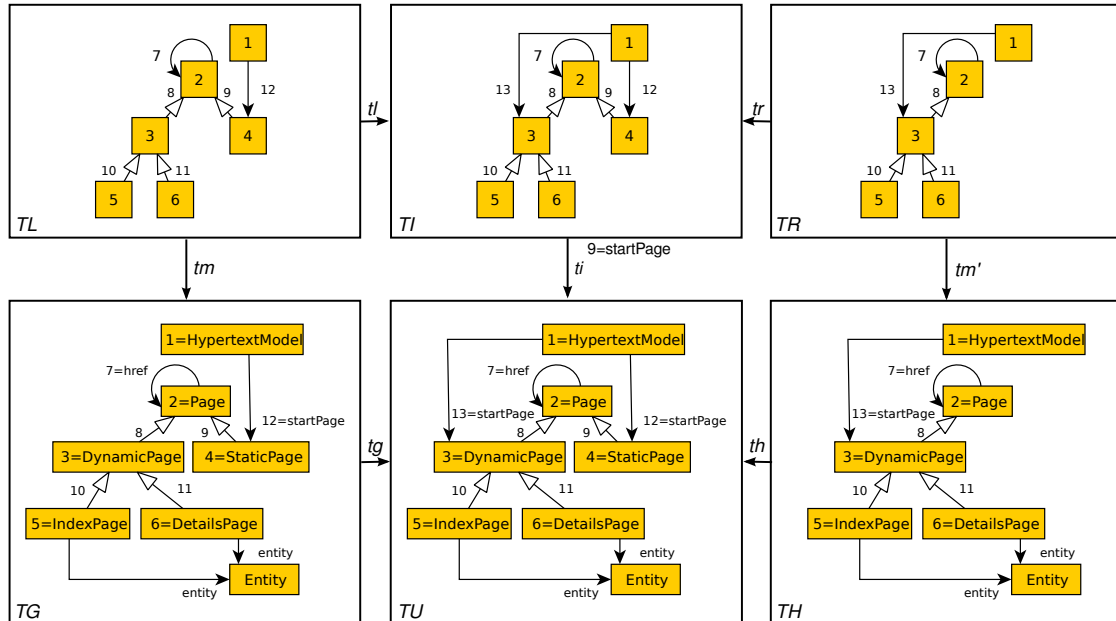 1
7
2
8
9
12
3
4
10
11
5
6
TL
tl
1
7
2
13
8
9
12
3
4
10
11
5
6
TI
tr
1
7
2
13
8
3
10
11
5
6
TR
tm
ti
9=startPage
tm'
1=HypertextModel
7=href
2=Page
12=startPage
8
9
3=DynamicPage
4=StaticPage
10
11
5=IndexPage
6=DetailsPage
entity
Entity
entity
TG
tg
1=HypertextModel
7=href
2=Page
13=startPage
12=startPage
8
9
3=DynamicPage
4=StaticPage
10
11
5=IndexPage
6=DetailsPage
entity
Entity
entity
TU
th
1=HypertextModel
7=href
2=Page
13=startPage
8
3=DynamicPage
10
11
5=IndexPage
6=DetailsPage
entity
Entity
entity
TH